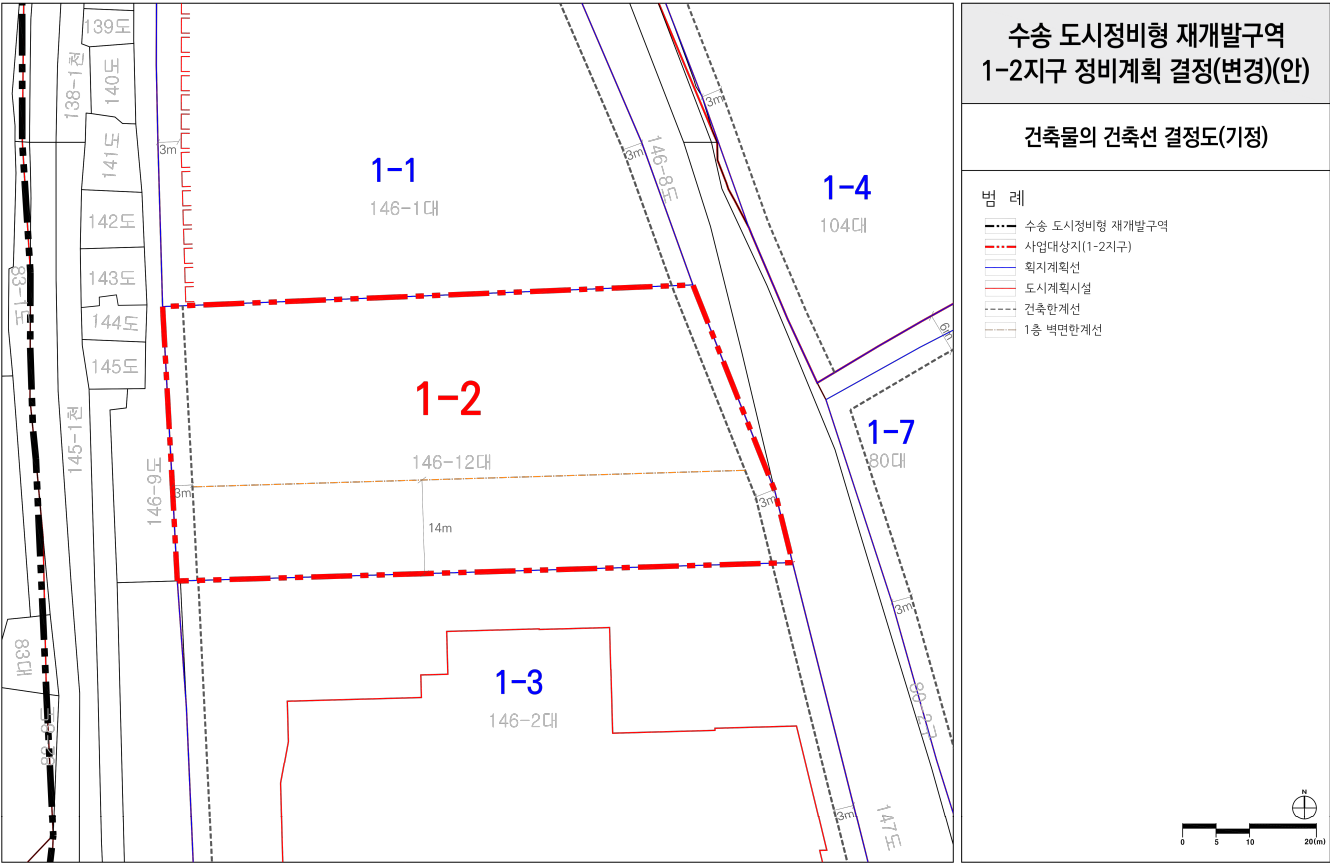 수송 도시정비형 재개발구역
1-2지구 정비계획 결정(변경)(안)
건축물의 건축선 결정도(기정)
범 례
수송 도시정비형 재개발구역
사업대상지(1-2지구)
획지계획선
도시계획시설
건축한계선
1층 벽면한계선
N
0 5 10 20(m)
139도
138-1천
140도
141도
3m
142도
143도
83-1도
144도
145도
145-1천
146-9도
83대
1-1
146-1대
3m
146-8도
3m
1-4
104대
6m
1-2
146-12대
3m
14m
3m
1-7
80대
3m
1-3
146-2대
3m
147도